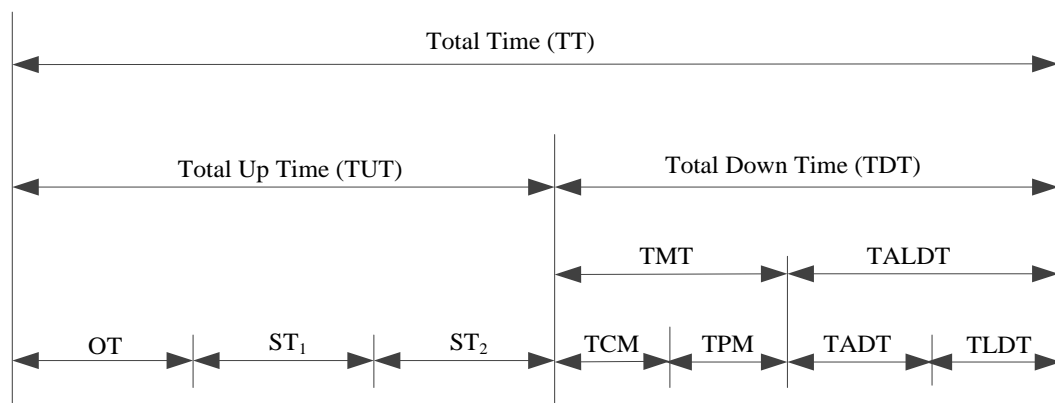 Total Time (TT)
Total Up Time (TUT)
Total Down Time (TDT)
TMT
TALDT
OT
ST₁
ST₂
TCM
TPM
TADT
TLDT